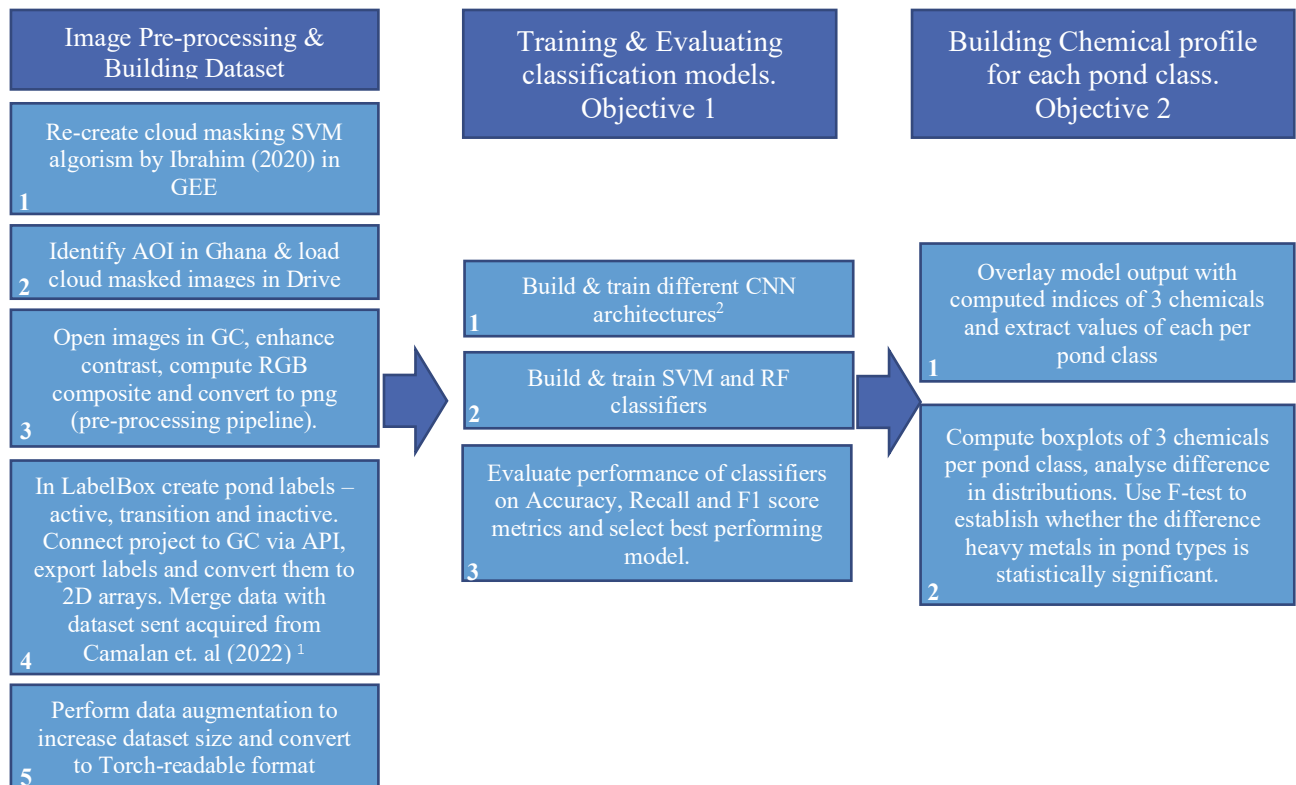 Image Pre-processing &
Building Dataset
Re-create cloud masking SVM
algorism by Ibrahim (2020) in
GEE
1
Identify AOI in Ghana & load
cloud masked images in Drive
2
Open images in GC, enhance
contrast, compute RGB
composite and convert to png
(pre-processing pipeline).
3
In LabelBox create pond labels –
active, transition and inactive.
Connect project to GC via API,
export labels and convert them to
2D arrays. Merge data with
dataset sent acquired from
Camalan et. al (2022) 1
4
Perform data augmentation to
increase dataset size and convert
to Torch-readable format
5
Training & Evaluating
classification models.
Objective 1
Build & train different CNN
architectures2
1
Build & train SVM and RF
classifiers
2
Evaluate performance of classifiers
on Accuracy, Recall and F1 score
metrics and select best performing
model.
3
Building Chemical profile
for each pond class.
Objective 2
Overlay model output with
computed indices of 3 chemicals
and extract values of each per
pond class
1
Compute boxplots of 3 chemicals
per pond class, analyse difference
in distributions. Use F-test to
establish whether the difference
heavy metals in pond types is
statistically significant.
2